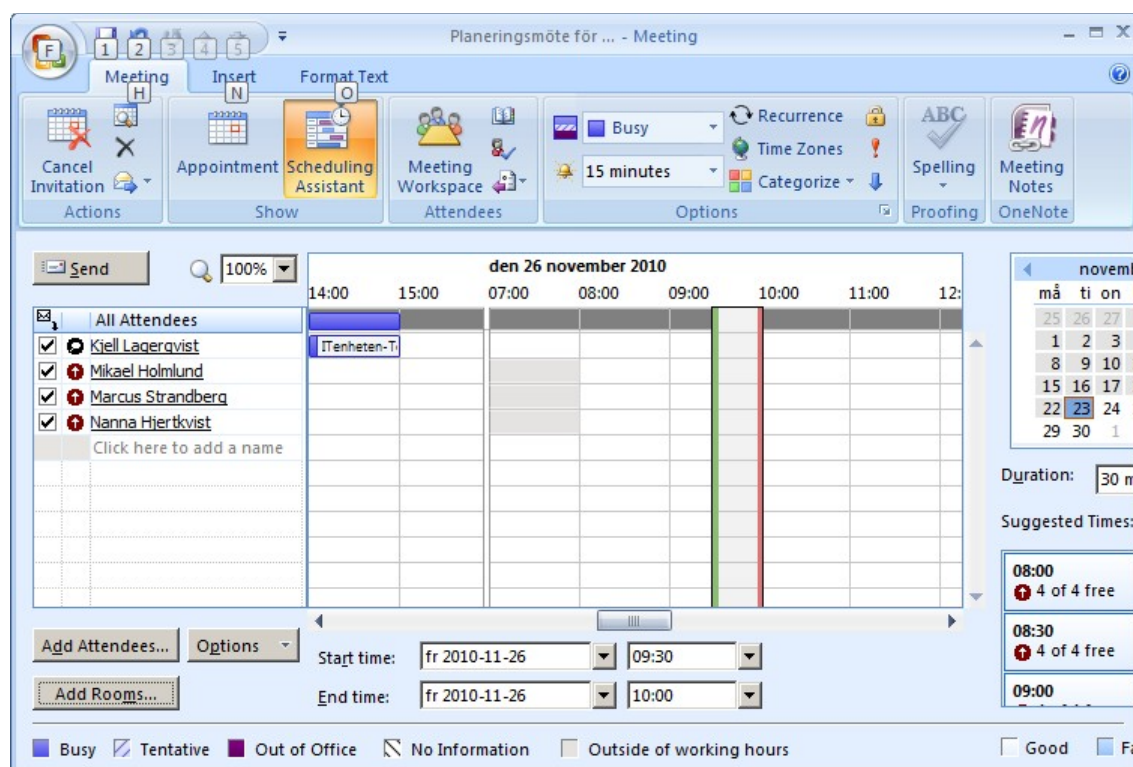 F 1 2 3 4 5 Planeringsmöte för ... - Meeting
Meeting Insert Format Text
H N O
Cancel Invitation
Actions
Appointment Scheduling Assistant
Show
Meeting Workspace
Attendees
Busy
15 minutes
Recurrence
Time Zones
Categorize
Options
ABC
Spelling
Proofing
Meeting Notes
OneNote
Send 100%
den 26 november 2010
14:00 15:00 07:00 08:00 09:00 10:00 11:00 12:
All Attendees
Kjell Lagerqvist ITenheten-T
Mikael Holmlund
Marcus Strandberg
Nanna Hjertkvist
Click here to add a name
Add Attendees... Options
Add Rooms...
Start time: fr 2010-11-26 09:30
End time: fr 2010-11-26 10:00
novem
må ti on
25 26 27
1 2 3
8 9 10
15 16 17
22 23 24
29 30 1
Duration: 30 m
Suggested Times:
08:00
4 of 4 free
08:30
4 of 4 free
09:00
Busy Tentative Out of Office No Information Outside of working hours Good Fa